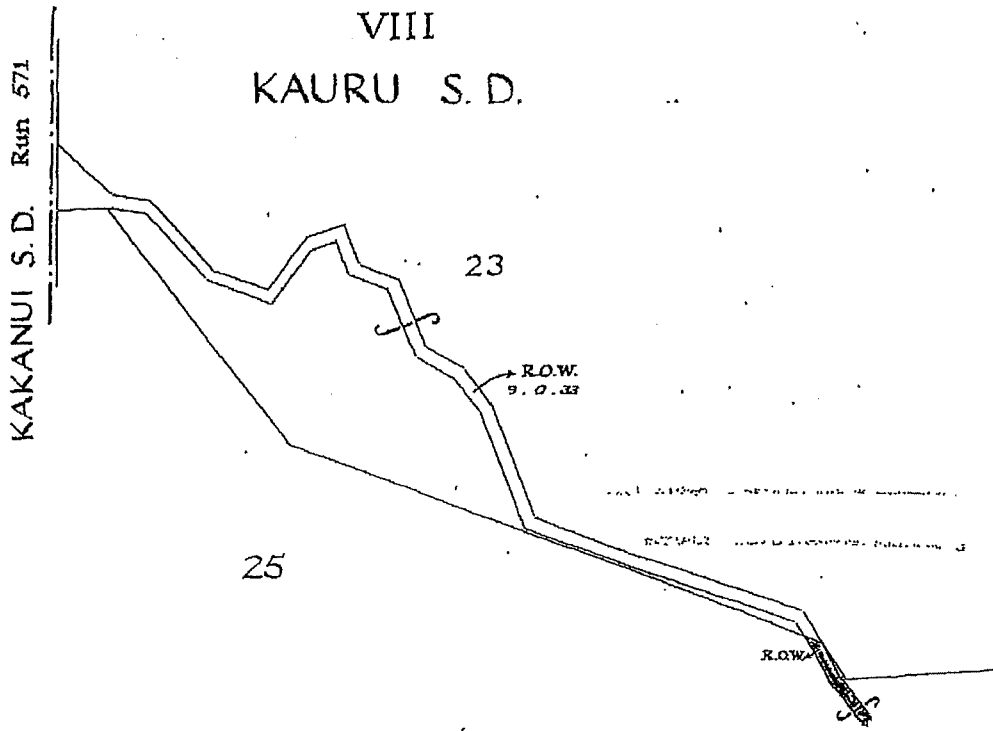 VIII
KAURU S. D.
KAKANUI S. D. Run 571
23
R.O.W.
9. 0. 33
25
R.O.W.